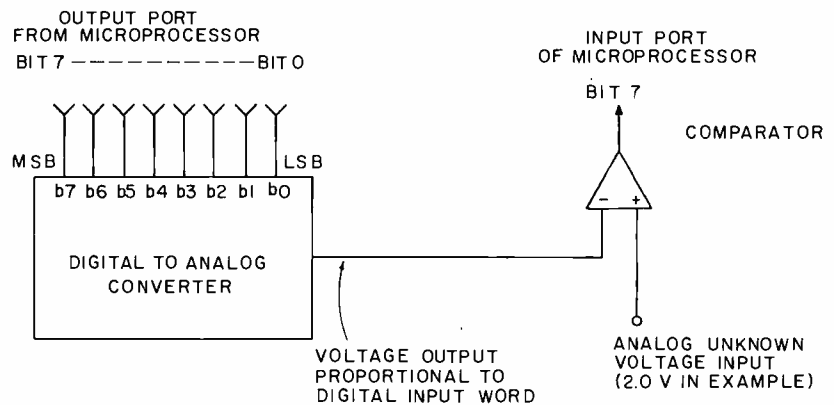 OUTPUT PORT
FROM MICROPROCESSOR
BIT 7 ----------- BIT 0
MSB
LSB
b7 b6 b5 b4 b3 b2 b1 b0
DIGITAL TO ANALOG
CONVERTER
VOLTAGE OUTPUT
PROPORTIONAL TO
DIGITAL INPUT WORD
INPUT PORT
OF MICROPROCESSOR
BIT 7
COMPARATOR
- +
ANALOG UNKNOWN
VOLTAGE INPUT
(2.0 V IN EXAMPLE)